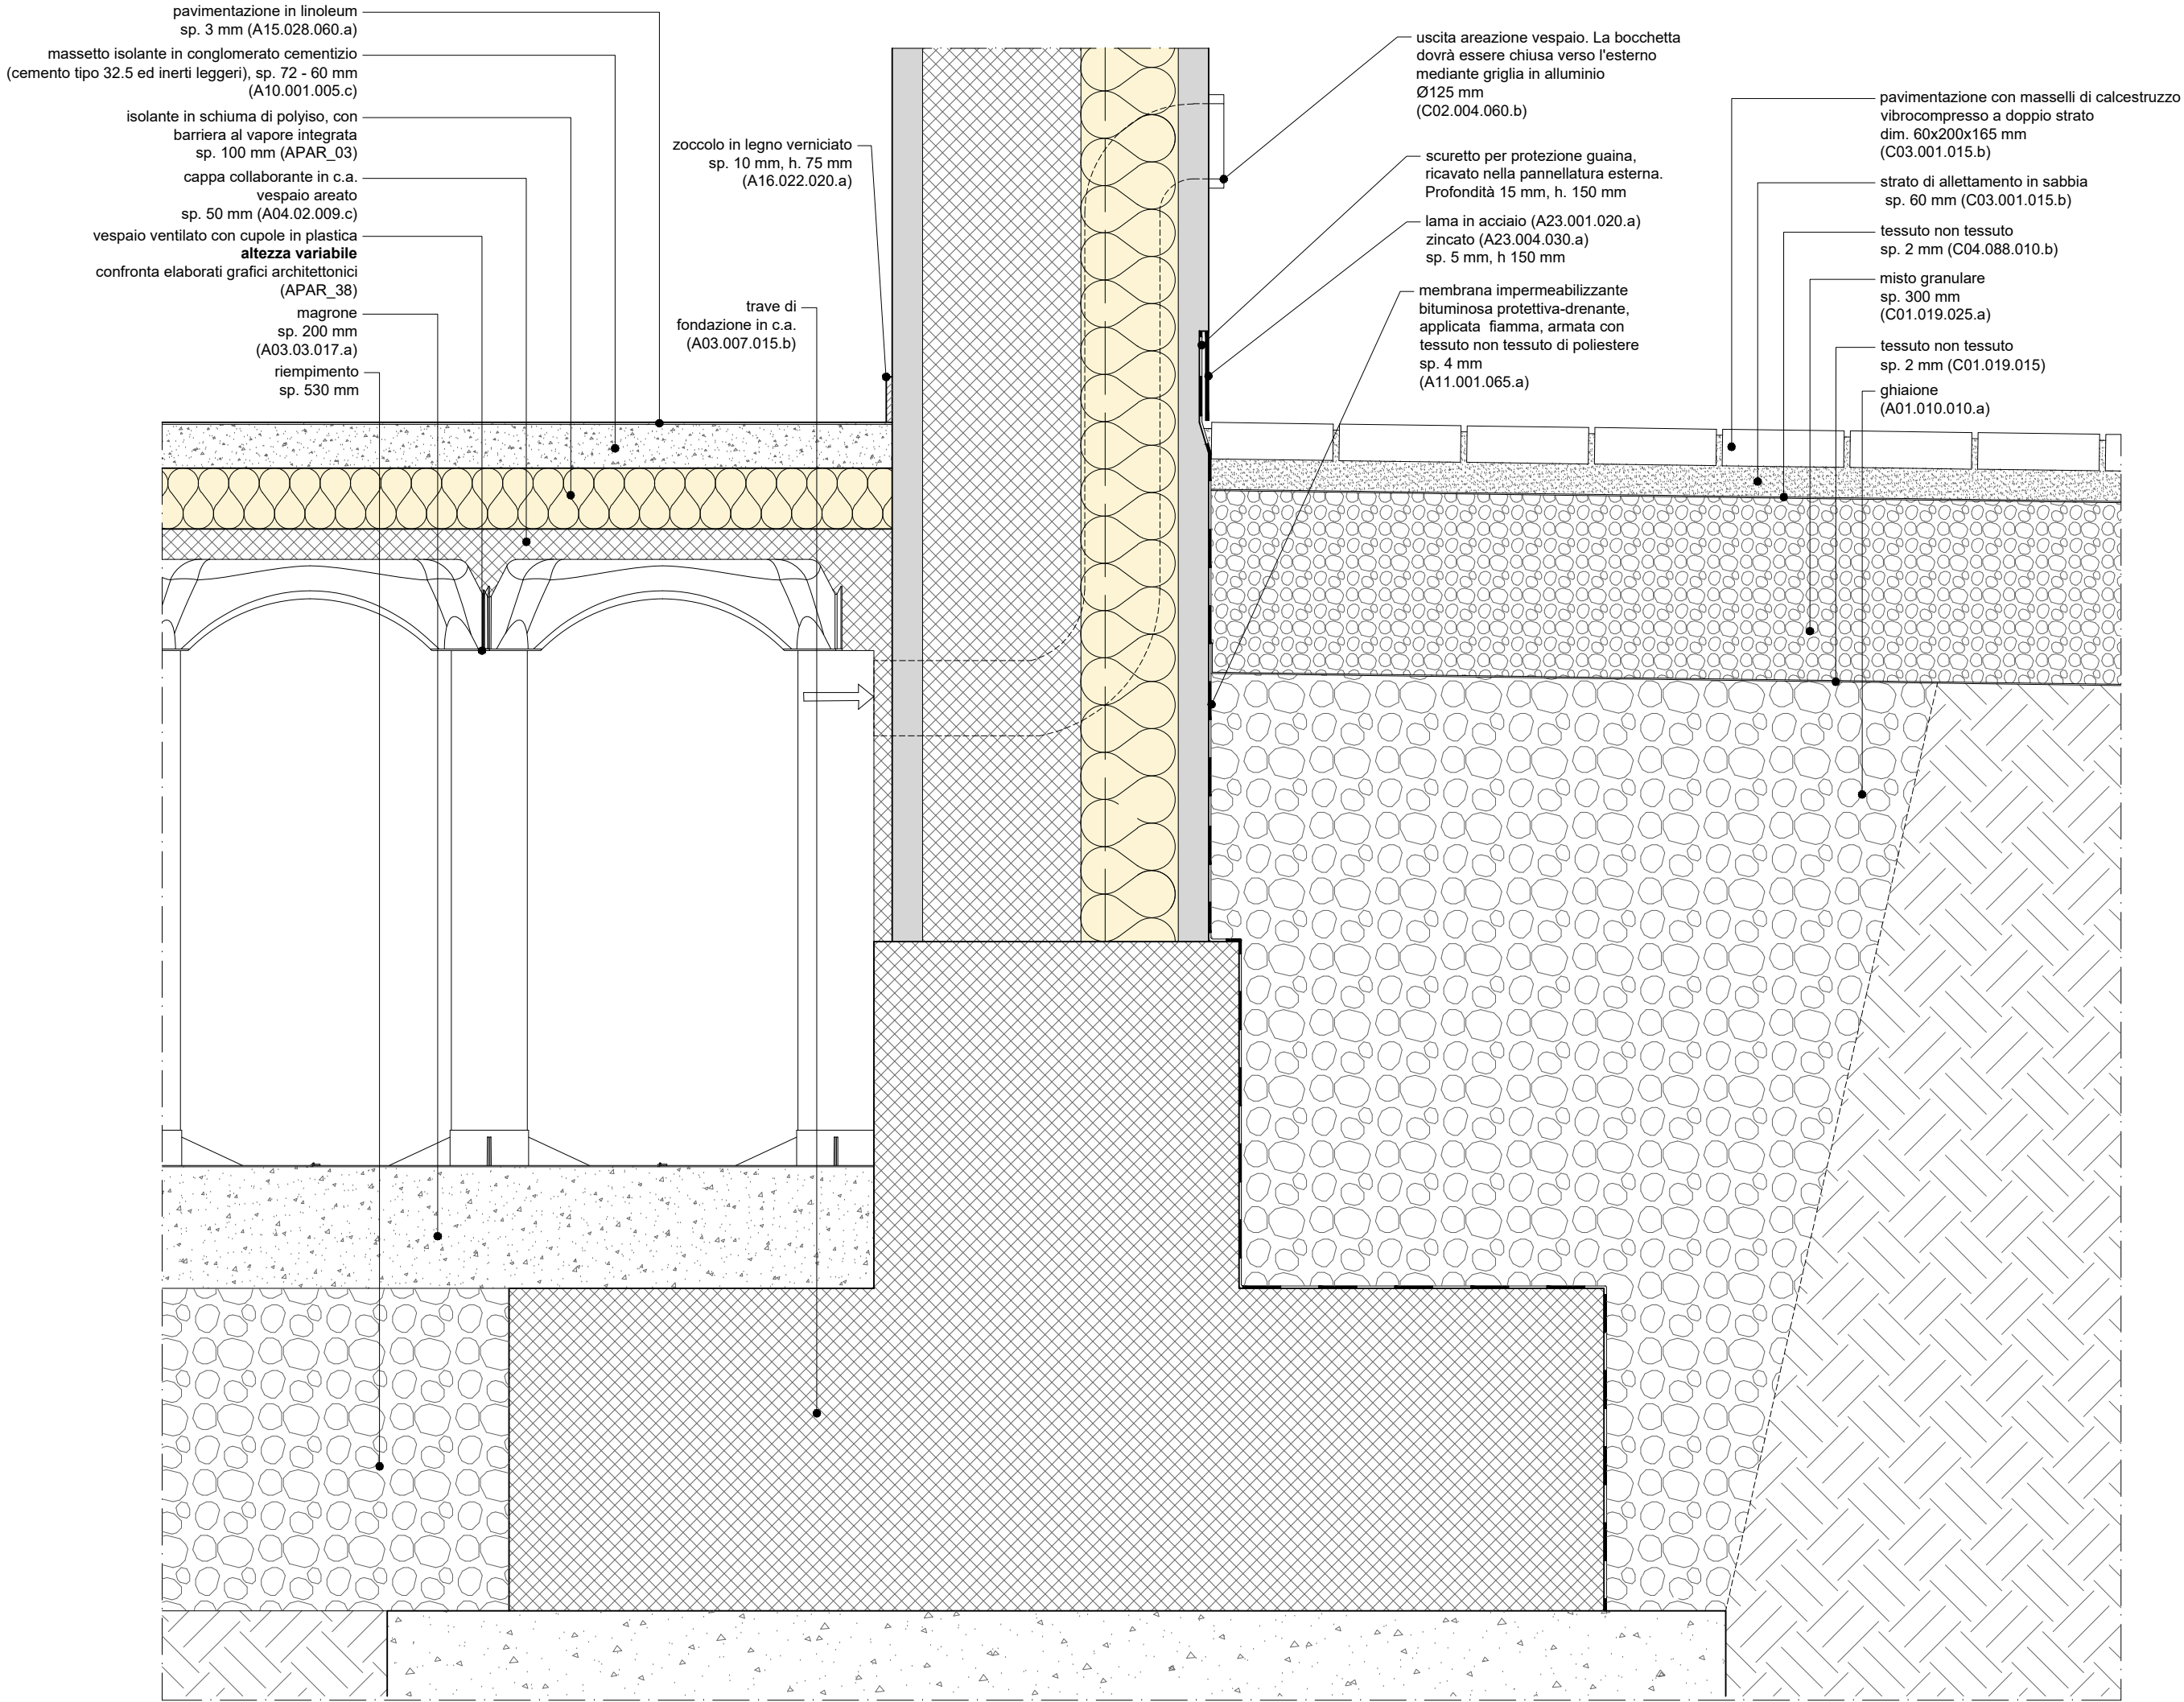 pavimentazione in linoleum
sp. 3 mm (A15.028.060.a)
massetto isolante in conglomerato cementizio
(cemento tipo 32.5 ed inerti leggeri), sp. 72 - 60 mm
(A10.001.005.c)
isolante in schiuma di polyiso, con
barriera al vapore integrata
sp. 100 mm (APAR_03)
cappa collaborante in c.a.
vespaio areato
sp. 50 mm (A04.02.009.c)
vespaio ventilato con cupole in plastica
altezza variabile
confronta elaborati grafici architettonici
(APAR_38)
magrone
sp. 200 mm
(A03.03.017.a)
riempimento
sp. 530 mm
zoccolo in legno verniciato
sp. 10 mm, h. 75 mm
(A16.022.020.a)
trave di
fondazione in c.a.
(A03.007.015.b)
uscita areazione vespaio. La bocchetta
dovrà essere chiusa verso l'esterno
mediante griglia in alluminio
Ø125 mm
(C02.004.060.b)
scuretto per protezione guaina,
ricavato nella pannellatura esterna.
Profondità 15 mm, h. 150 mm
lama in acciaio (A23.001.020.a)
zincato (A23.004.030.a)
sp. 5 mm, h 150 mm
membrana impermeabilizzante
bituminosa protettiva-drenante,
applicata fiamma, armata con
tessuto non tessuto di poliestere
sp. 4 mm
(A11.001.065.a)
pavimentazione con masselli di calcestruzzo
vibrocompresso a doppio strato
dim. 60x200x165 mm
(C03.001.015.b)
strato di allettamento in sabbia
sp. 60 mm (C03.001.015.b)
tessuto non tessuto
sp. 2 mm (C04.088.010.b)
misto granulare
sp. 300 mm
(C01.019.025.a)
tessuto non tessuto
sp. 2 mm (C01.019.015)
ghiaione
(A01.010.010.a)